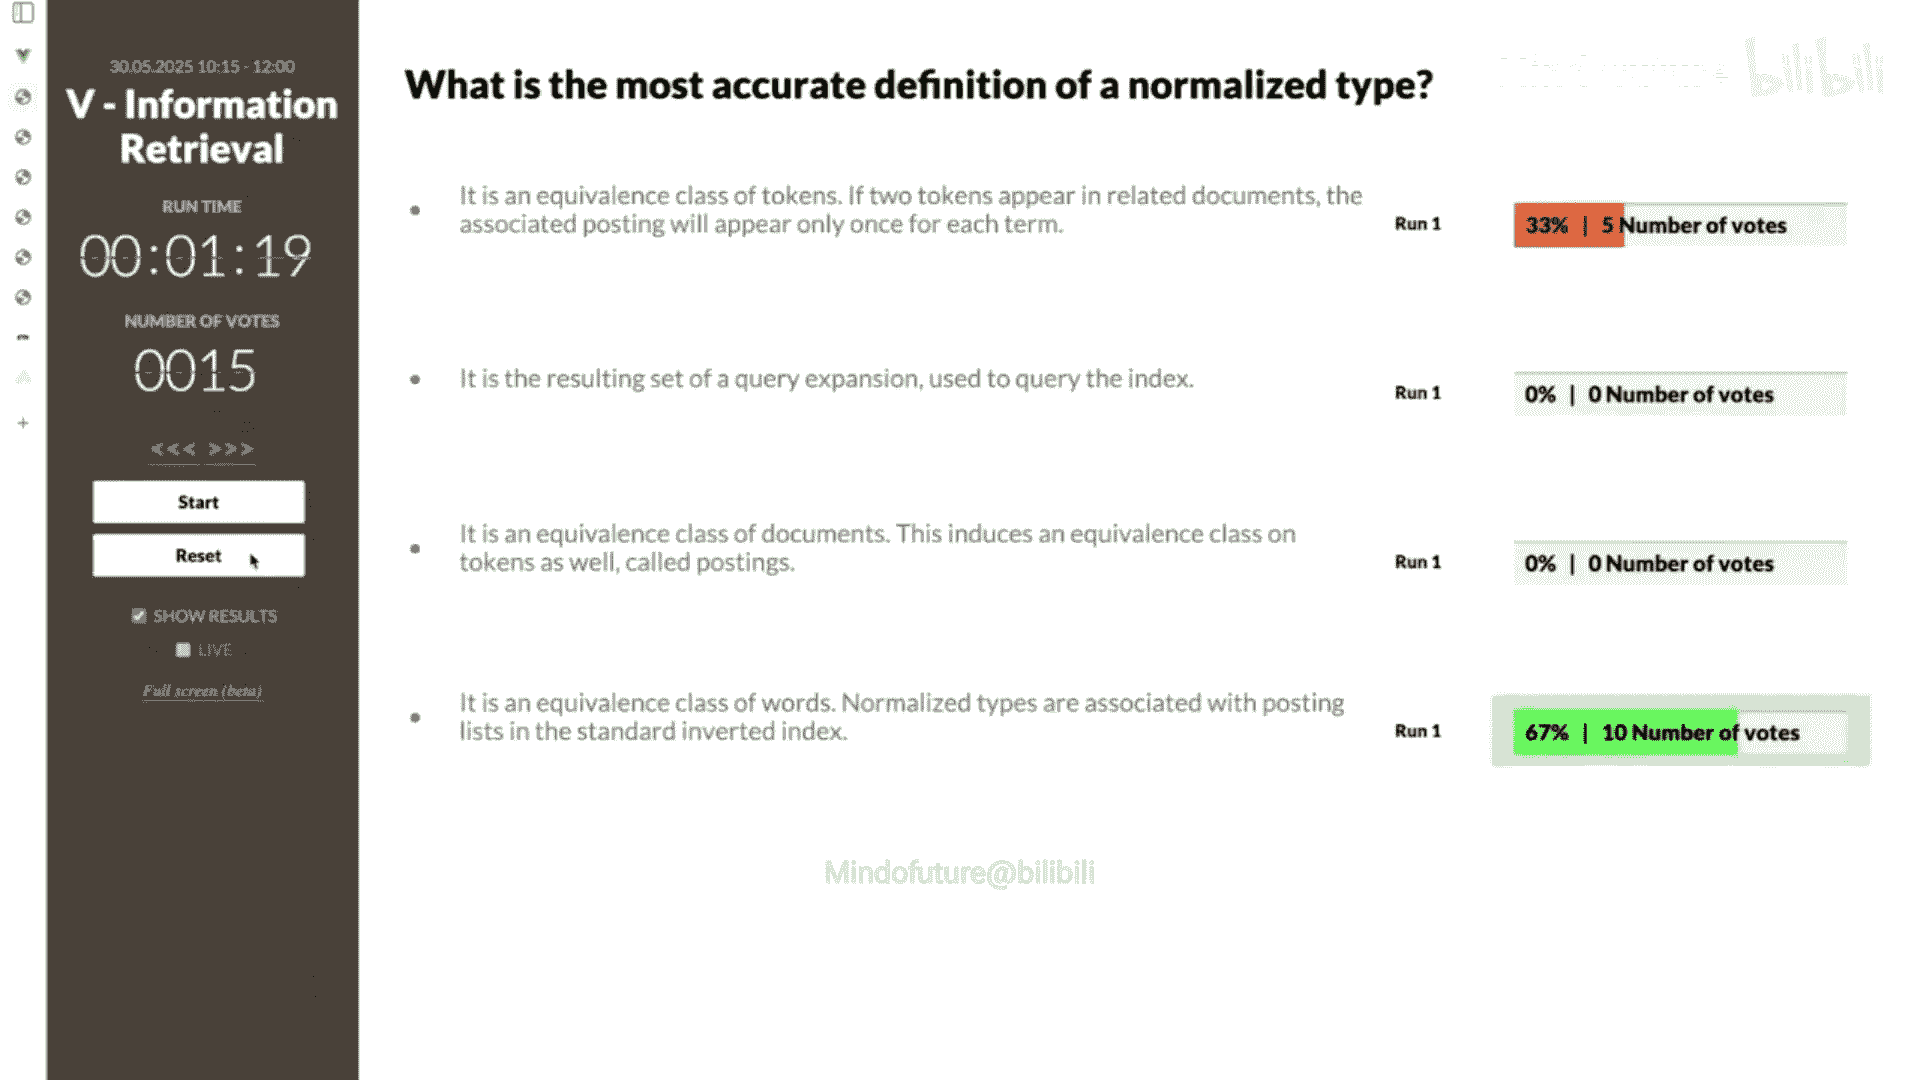 30.05.2025 10:15 - 12:00
V - Information
Retrieval
RUN TIME
00:01:19
NUMBER OF VOTES
0015
<<< >>>
Start
Reset
SHOW RESULTS
LIVE
Full screen (beta)
What is the most accurate definition of a normalized type?
bilibili
It is an equivalence class of tokens. If two tokens appear in related documents, the
associated posting will appear only once for each term.
Run 1
33% | 5 Number of votes
It is the resulting set of a query expansion, used to query the index.
Run 1
0% | 0 Number of votes
It is an equivalence class of documents. This induces an equivalence class on
tokens as well, called postings.
Run 1
0% | 0 Number of votes
It is an equivalence class of words. Normalized types are associated with posting
lists in the standard inverted index.
Run 1
67% | 10 Number of votes
Mindofuture@bilibili